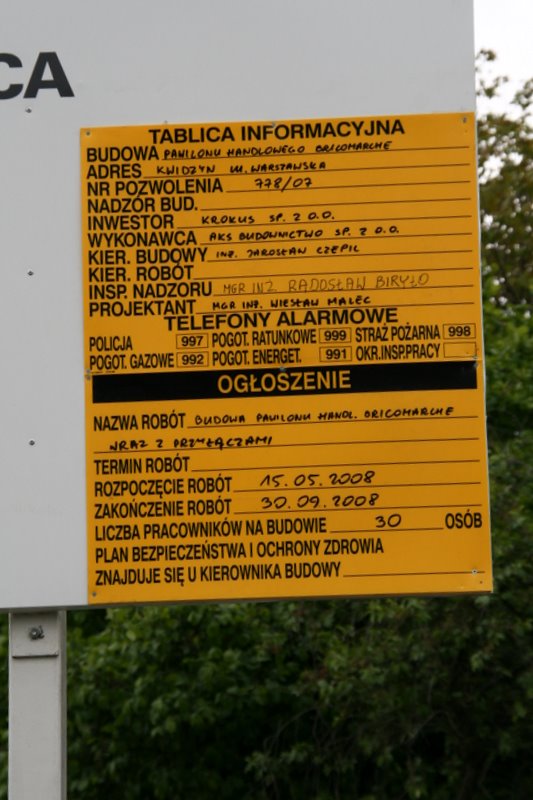 CA
TABLICA INFORMACYJNA
BUDOWA PAWILONU HANDLOWEGO BRICOMARCHE
ADRES KWIDZYN UL. WARSZAWSKA
NR POZWOLENIA 778/07
NADZÓR BUD.
INWESTOR KROKUS SP. Z O.O.
WYKONAWCA AKS BUDOWNICTWO SP. Z O.O.
KIER. BUDOWY INŻ. JAROSŁAW CZEPIL
KIER. ROBÓT
INSP. NADZORU MGR INŻ RADOSŁAW BIRYŁO
PROJEKTANT MGR INŻ. WIESŁAW MALEC
TELEFONY ALARMOWE
POLICJA 997 POGOT. RATUNKOWE 999 STRAŻ POŻARNA 998
POGOT. GAZOWE 992 POGOT. ENERGET. 991 OKR.INSP.PRACY
OGŁOSZENIE
NAZWA ROBÓT BUDOWA PAWILONU HANDL. BRICOMARCHE
WRAZ Z PRZYŁĄCZAMI
TERMIN ROBÓT
ROZPOCZĘCIE ROBÓT 15.05.2008
ZAKOŃCZENIE ROBÓT 30.09.2008
LICZBA PRACOWNIKÓW NA BUDOWIE 30 OSÓB
PLAN BEZPIECZEŃSTWA I OCHRONY ZDROWIA
ZNAJDUJE SIĘ U KIEROWNIKA BUDOWY